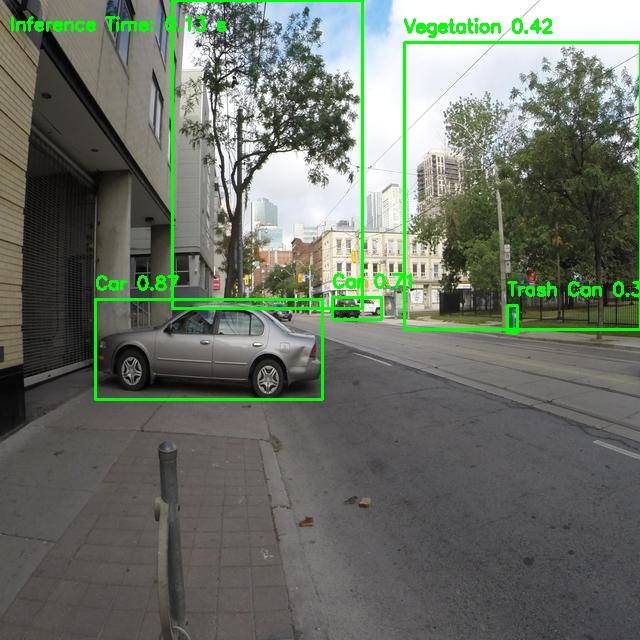 Inference Time: 0.13 s
Vegetation 0.42
Car 0.87
Car 0.71
Trash Can 0.3